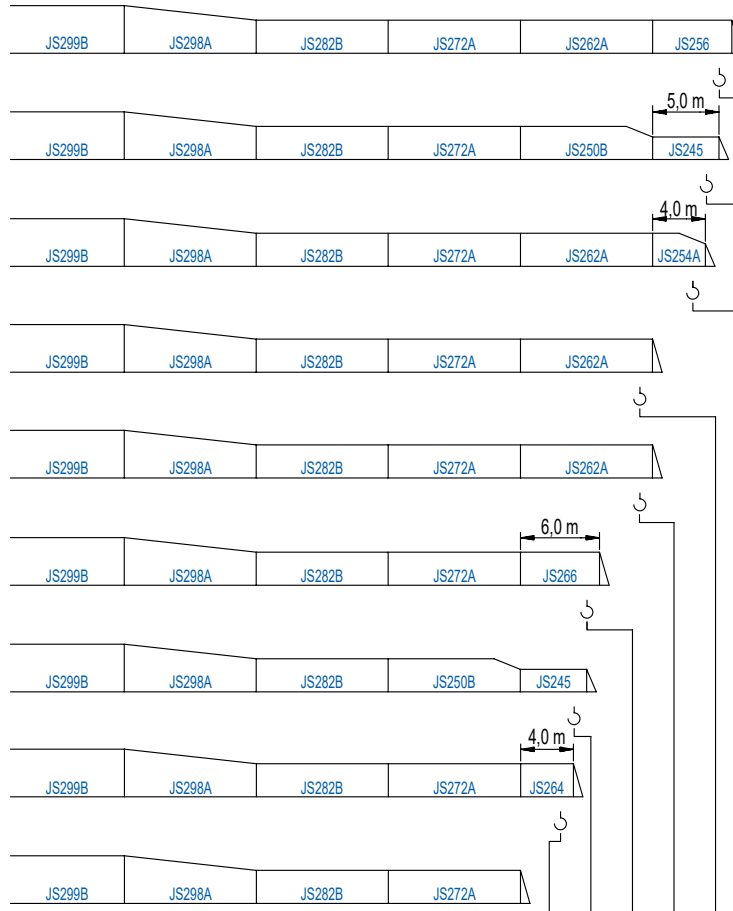 JS299B JS298A JS282B JS272A JS262A JS256
5,0 m
JS299B JS298A JS282B JS272A JS250B JS245
4,0 m
JS299B JS298A JS282B JS272A JS262A JS254A
JS299B JS298A JS282B JS272A JS262A
JS299B JS298A JS282B JS272A JS262A
6,0 m
JS299B JS298A JS282B JS272A JS266
JS299B JS298A JS282B JS250B JS245
4,0 m
JS299B JS298A JS282B JS272A JS264
JS299B JS298A JS282B JS272A